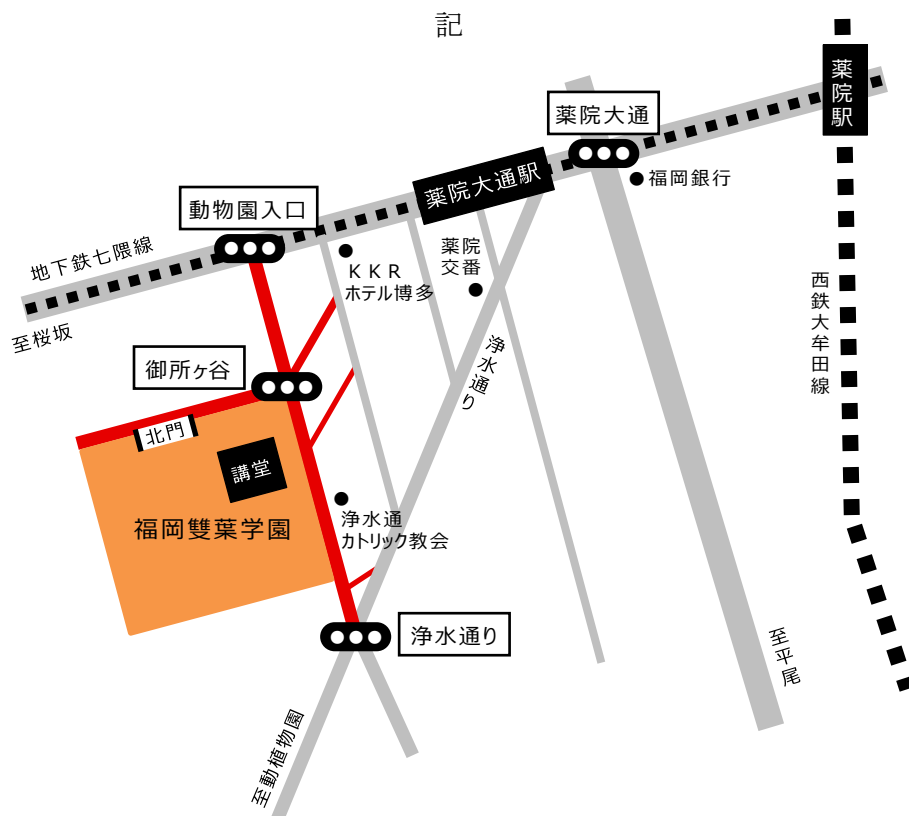 記
薬院駅
薬院大通
福岡銀行
薬院大通駅
動物園入口
地下鉄七隈線
至桜坂
KKR
ホテル博多
薬院
交番
浄水通り
西鉄大牟田線
御所ヶ谷
北門
講堂
福岡雙葉学園
浄水通
カトリック教会
浄水通り
至平尾
至動植物園